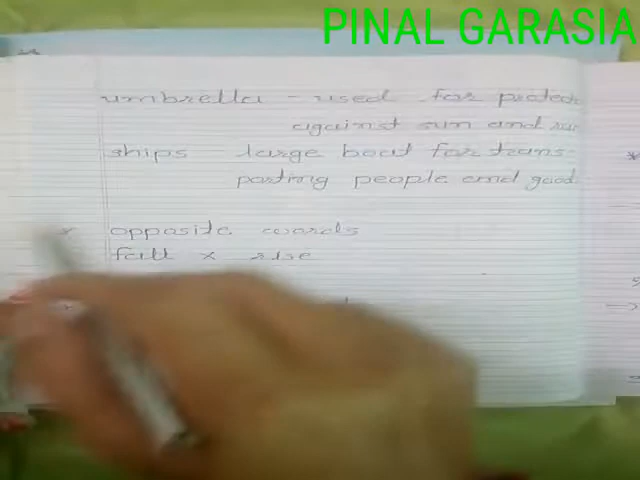 PINAL GARASIA
umbrella - used for protect
against sun and
ships large boat for trans-
porting people and good
* opposite words
fall × rise